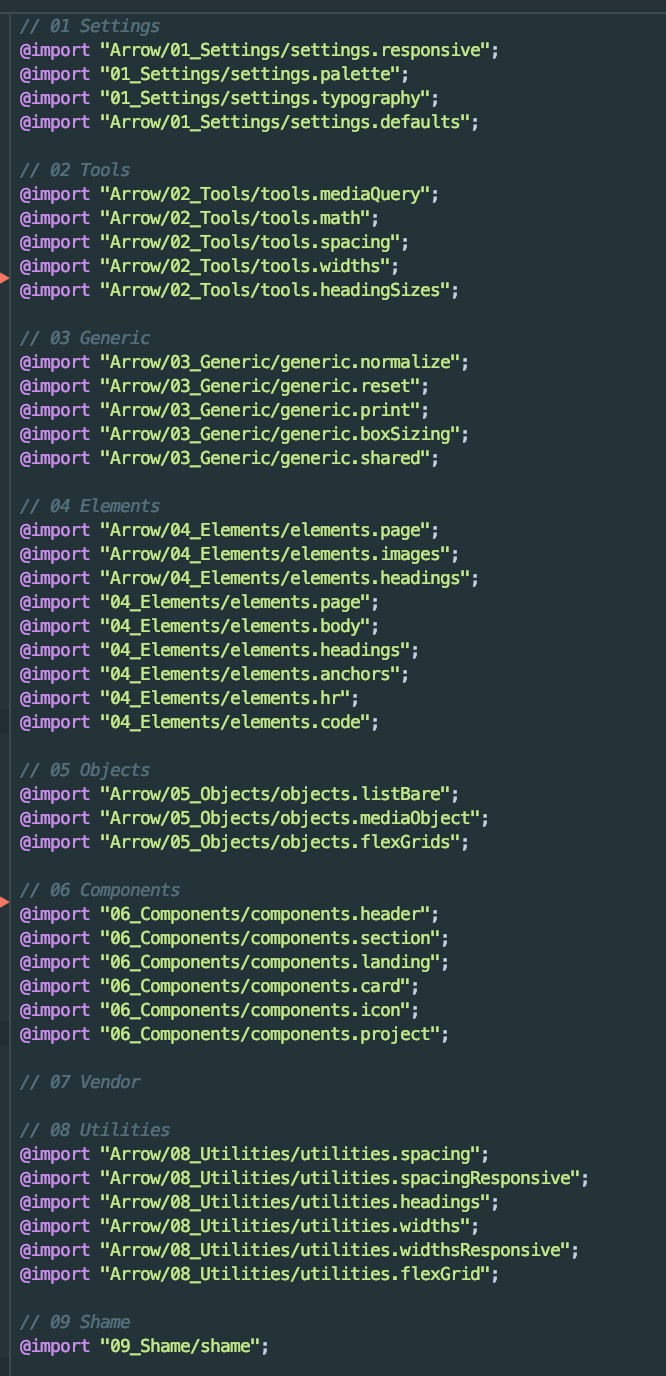 // 01 Settings
@import "Arrow/01_Settings/settings.responsive";
@import "01_Settings/settings.palette";
@import "01_Settings/settings.typography";
@import "Arrow/01_Settings/settings.defaults";
// 02 Tools
@import "Arrow/02_Tools/tools.mediaQuery";
@import "Arrow/02_Tools/tools.math";
@import "Arrow/02_Tools/tools.spacing";
@import "Arrow/02_Tools/tools.widths";
@import "Arrow/02_Tools/tools.headingSizes";
// 03 Generic
@import "Arrow/03_Generic/generic.normalize";
@import "Arrow/03_Generic/generic.reset";
@import "Arrow/03_Generic/generic.print";
@import "Arrow/03_Generic/generic.boxSizing";
@import "Arrow/03_Generic/generic.shared";
// 04 Elements
@import "Arrow/04_Elements/elements.page";
@import "Arrow/04_Elements/elements.images";
@import "Arrow/04_Elements/elements.headings";
@import "04_Elements/elements.page";
@import "04_Elements/elements.body";
@import "04_Elements/elements.headings";
@import "04_Elements/elements.anchors";
@import "04_Elements/elements.hr";
@import "04_Elements/elements.code";
// 05 Objects
@import "Arrow/05_Objects/objects.listBare";
@import "Arrow/05_Objects/objects.mediaObject";
@import "Arrow/05_Objects/objects.flexGrids";
// 06 Components
@import "06_Components/components.header";
@import "06_Components/components.section";
@import "06_Components/components.landing";
@import "06_Components/components.card";
@import "06_Components/components.icon";
@import "06_Components/components.project";
// 07 Vendor
// 08 Utilities
@import "Arrow/08_Utilities/utilities.spacing";
@import "Arrow/08_Utilities/utilities.spacingResponsive";
@import "Arrow/08_Utilities/utilities.headings";
@import "Arrow/08_Utilities/utilities.widths";
@import "Arrow/08_Utilities/utilities.widthsResponsive";
@import "Arrow/08_Utilities/utilities.flexGrid";
// 09 Shame
@import "09_Shame/shame";